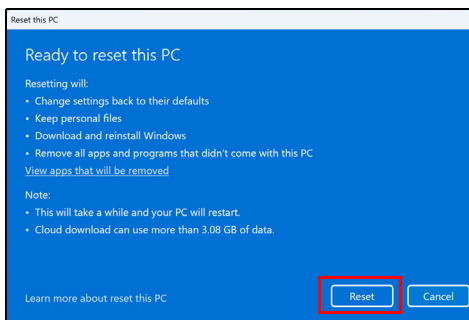 Reset this PC
Ready to reset this PC
Resetting will:
• Change settings back to their defaults
• Keep personal files
• Download and reinstall Windows
• Remove all apps and programs that didn't come with this PC
View apps that will be removed
Note:
• This will take a while and your PC will restart.
• Cloud download can use more than 3.08 GB of data.
Learn more about reset this PC
Reset
Cancel